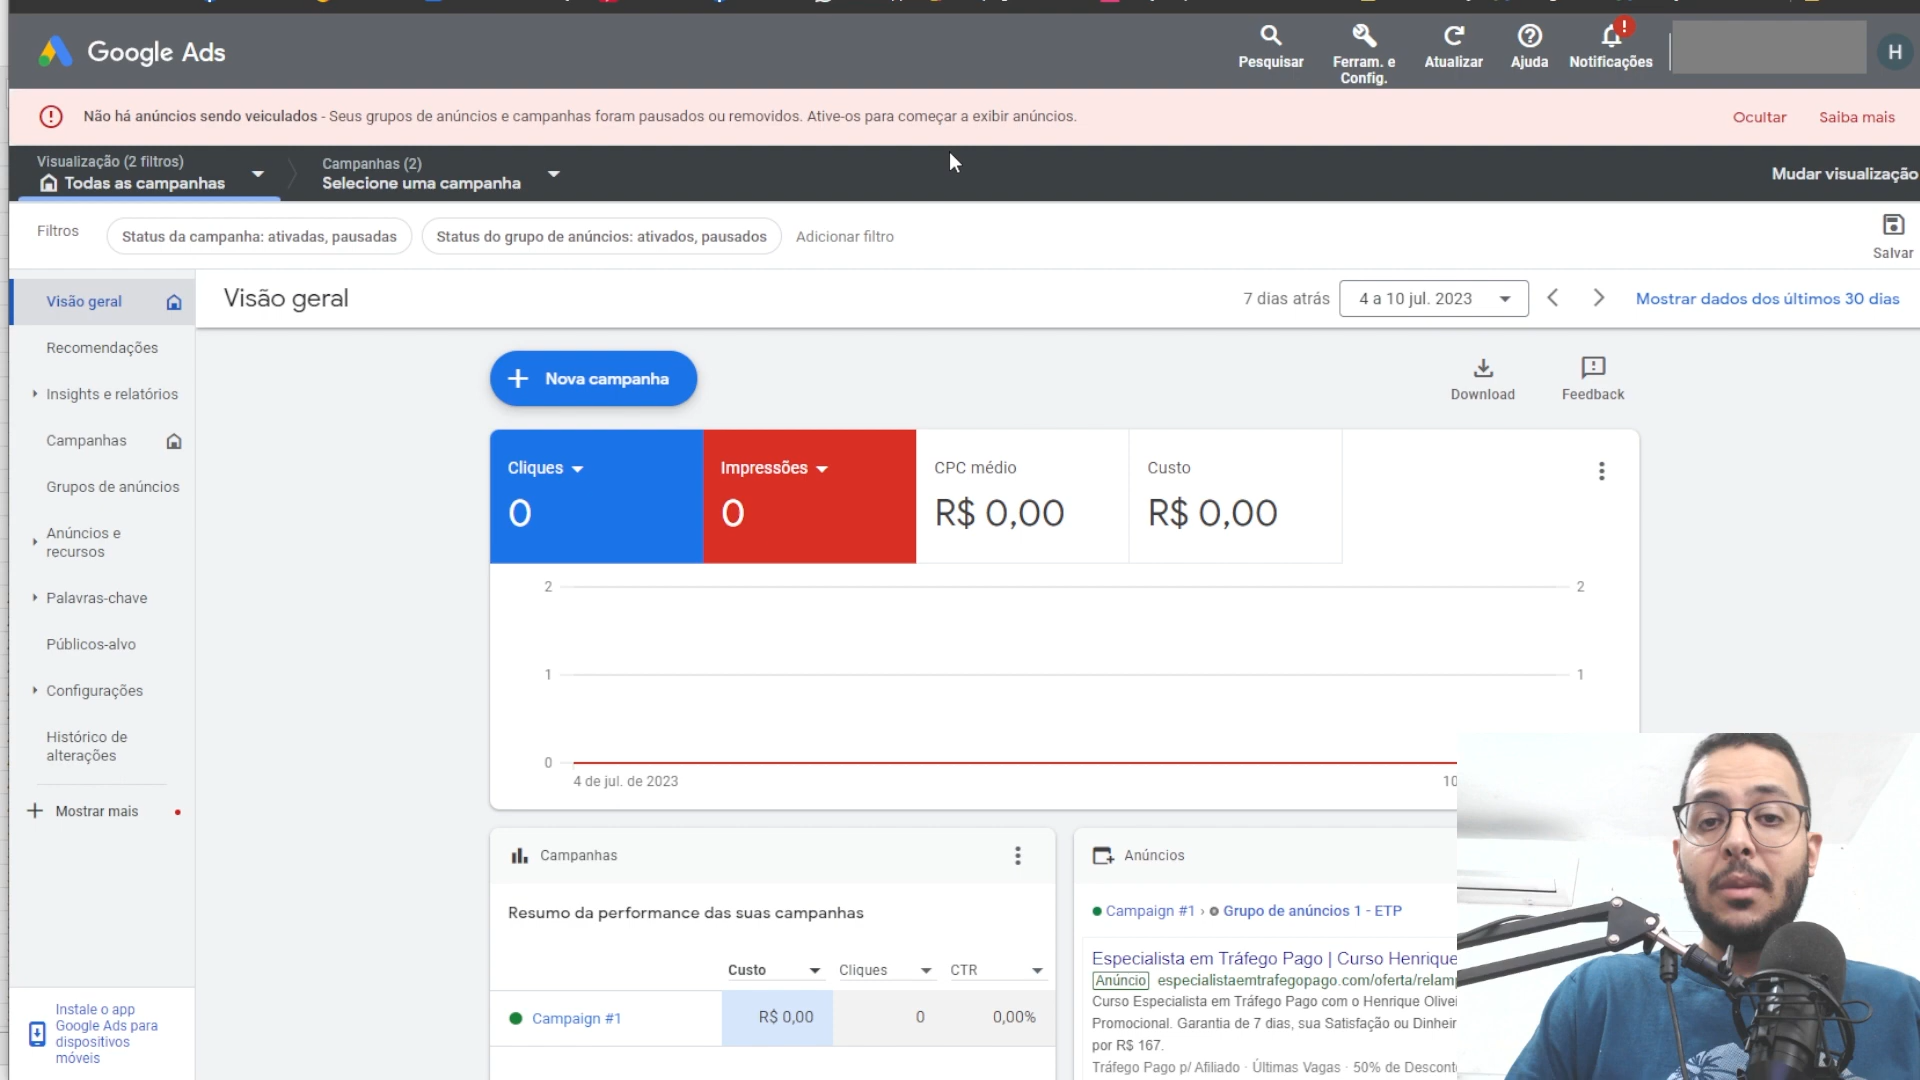 Google Ads
Pesquisar
Ferram. e
Config.
Atualizar
Ajuda
Notificações
H
Não há anúncios sendo veiculados - Seus grupos de anúncios e campanhas foram pausados ou removidos. Ative-os para começar a exibir anúncios.
Ocultar
Saiba mais
Visualização (2 filtros)
Todas as campanhas
Campanhas (2)
Selecione uma campanha
Mudar visualização
Filtros
Status da campanha: ativadas, pausadas
Status do grupo de anúncios: ativados, pausados
Adicionar filtro
Salvar
Visão geral
Recomendações
Insights e relatórios
Campanhas
Grupos de anúncios
Anúncios e
recursos
Palavras-chave
Públicos-alvo
Configurações
Histórico de
alterações
Mostrar mais
Instale o app
Google Ads para
dispositivos
móveis
Visão geral
7 dias atrás
4 a 10 jul. 2023
Mostrar dados dos últimos 30 dias
Nova campanha
Download
Feedback
Cliques
0
Impressões
0
CPC médio
R$ 0,00
Custo
R$ 0,00
2
2
1
1
0
4 de jul. de 2023
10
Campanhas
Resumo da performance das suas campanhas
Custo
Cliques
CTR
Campaign #1
R$ 0,00
0
0,00%
Anúncios
Campaign #1 › Grupo de anúncios 1 - ETP
Especialista em Tráfego Pago | Curso Henrique
Anúncio especialistaemtrafegopago.com/oferta/relam
Curso Especialista em Tráfego Pago com o Henrique Olivei
Promocional. Garantia de 7 dias, sua Satisfação ou Dinheir
por R$ 167.
Tráfego Pago p/ Afiliado · Últimas Vagas · 50% de Descont